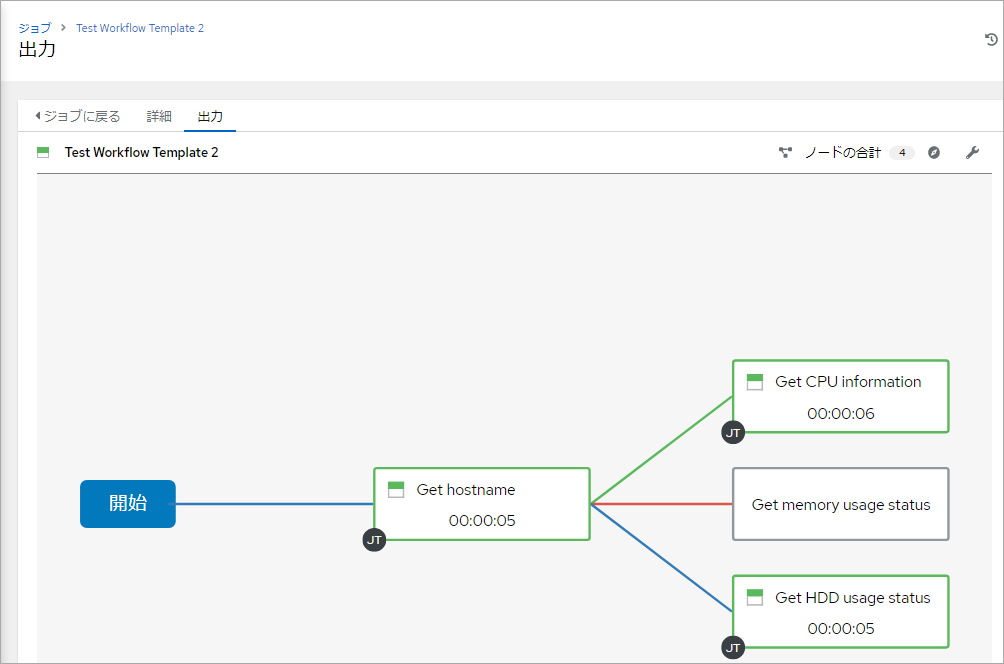 ジョブ > Test Workflow Template 2
出力
ジョブに戻る 詳細 出力
Test Workflow Template 2 ノードの合計 4
Get CPU information
00:00:06
JT
開始
Get hostname
00:00:05
JT
Get memory usage status
Get HDD usage status
00:00:05
JT